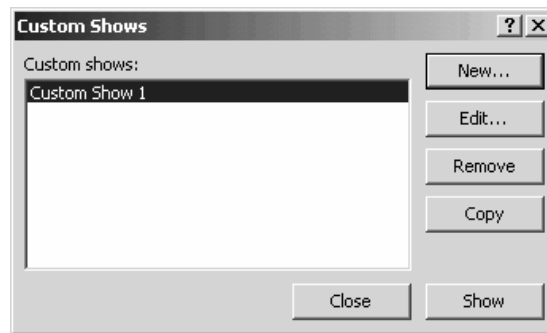 Custom Shows
Custom shows:
Custom Show 1
New...
Edit...
Remove
Copy
Close
Show